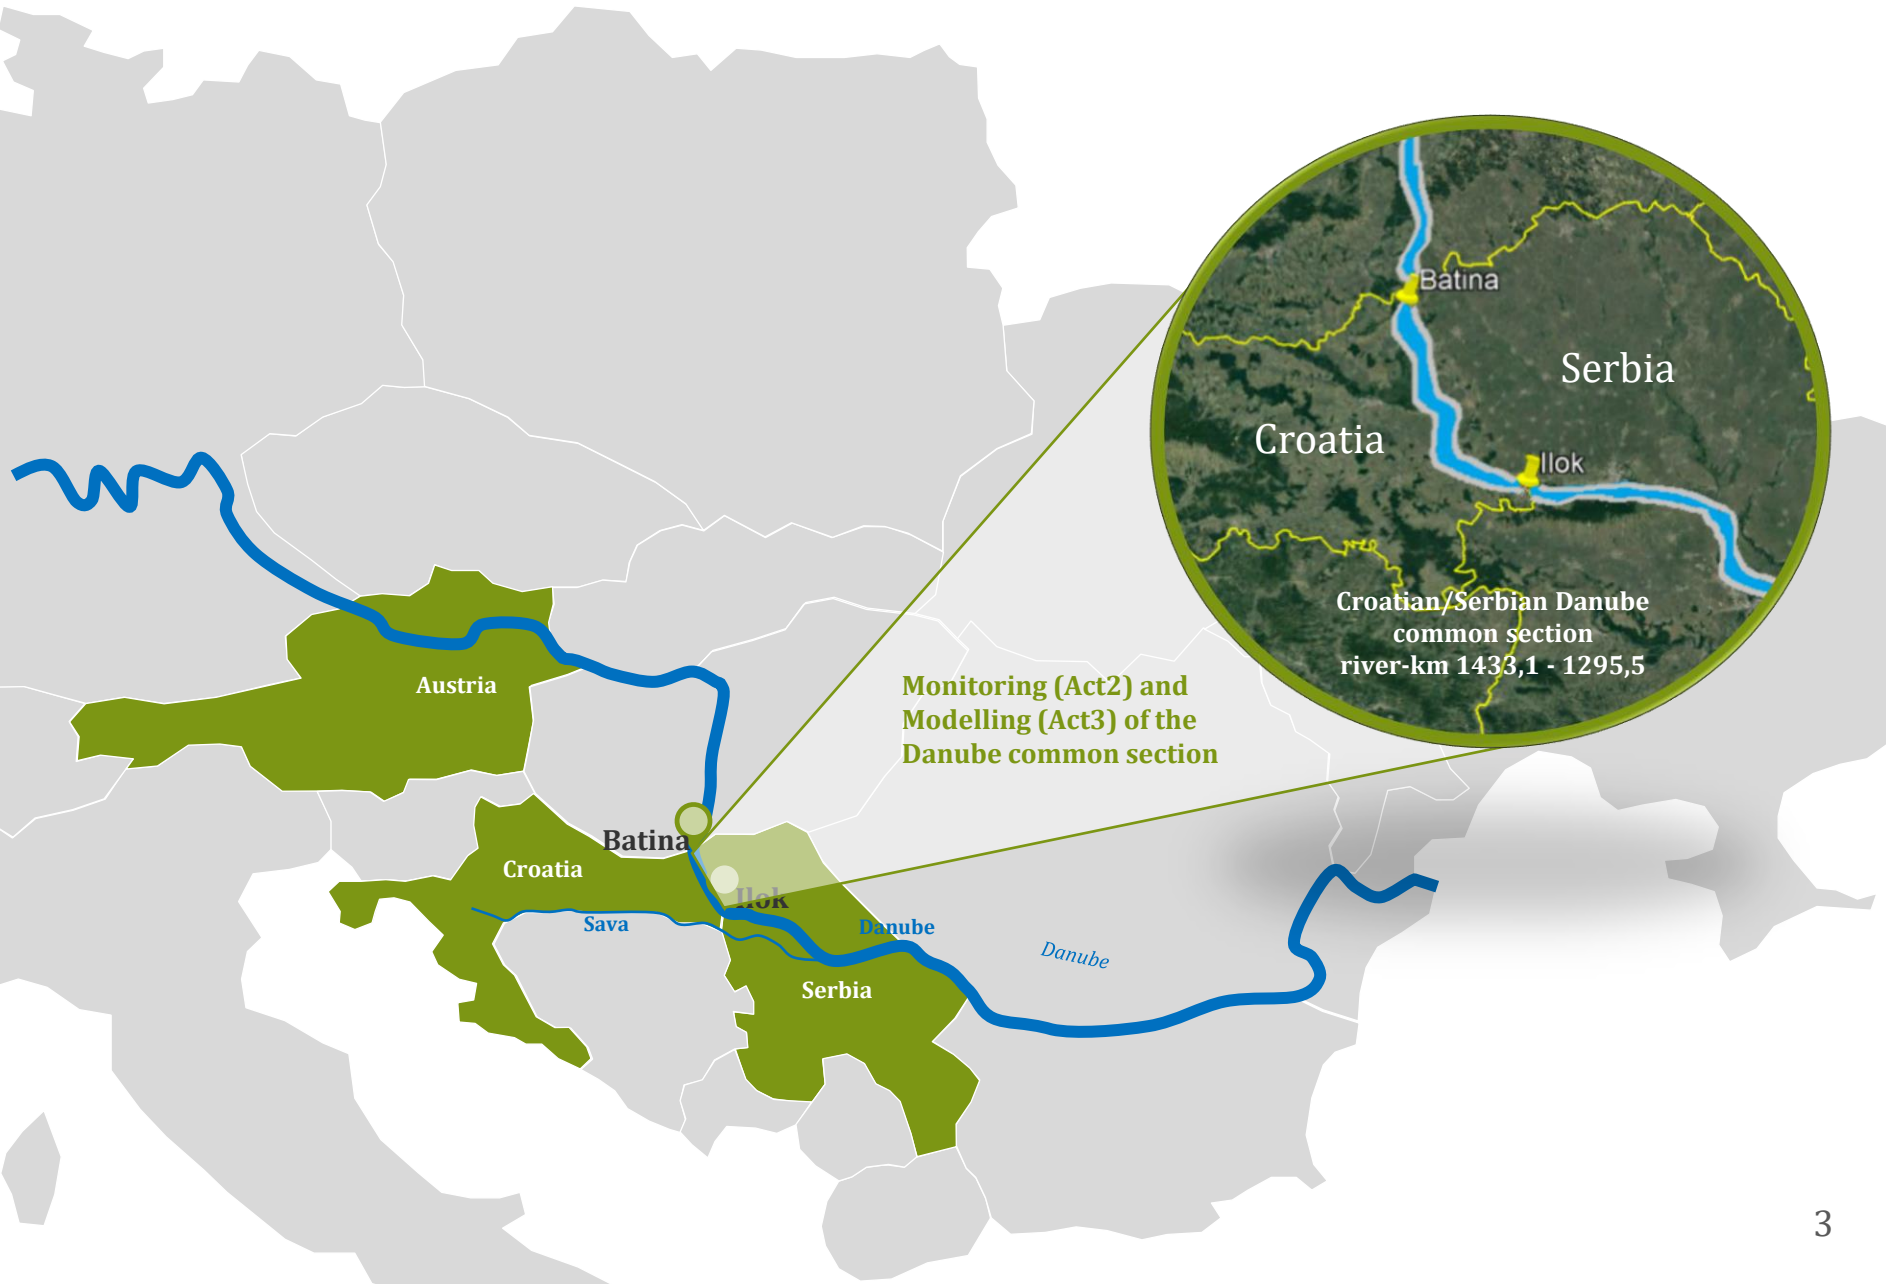 Batina
Serbia
Croatia
Ilok
Croatian/Serbian Danube
common section
river-km 1433,1 - 1295,5
Austria
Monitoring (Act2) and
Modelling (Act3) of the
Danube common section
Batina
Croatia
Ilok
Sava
Danube
Danube
Serbia
3